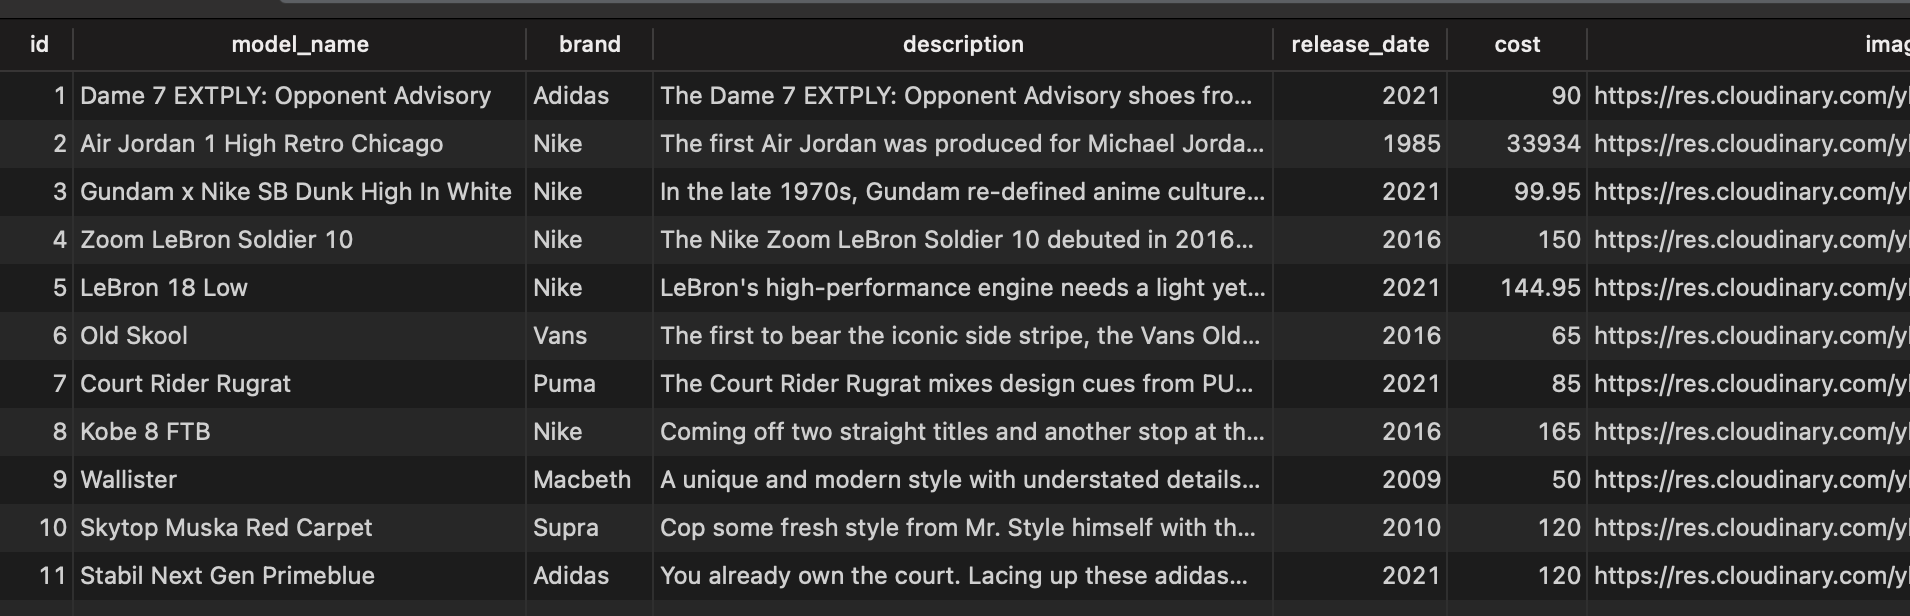 id model_name brand description release_date cost imag
1 Dame 7 EXTPLY: Opponent Advisory Adidas The Dame 7 EXTPLY: Opponent Advisory shoes fro... 2021 90 https://res.cloudinary.com/yl
2 Air Jordan 1 High Retro Chicago Nike The first Air Jordan was produced for Michael Jorda... 1985 33934 https://res.cloudinary.com/yl
3 Gundam x Nike SB Dunk High In White Nike In the late 1970s, Gundam re-defined anime culture... 2021 99.95 https://res.cloudinary.com/yl
4 Zoom LeBron Soldier 10 Nike The Nike Zoom LeBron Soldier 10 debuted in 2016... 2016 150 https://res.cloudinary.com/yl
5 LeBron 18 Low Nike LeBron's high-performance engine needs a light yet... 2021 144.95 https://res.cloudinary.com/yl
6 Old Skool Vans The first to bear the iconic side stripe, the Vans Old... 2016 65 https://res.cloudinary.com/yl
7 Court Rider Rugrat Puma The Court Rider Rugrat mixes design cues from PU... 2021 85 https://res.cloudinary.com/yl
8 Kobe 8 FTB Nike Coming off two straight titles and another stop at th... 2016 165 https://res.cloudinary.com/yl
9 Wallister Macbeth A unique and modern style with understated details... 2009 50 https://res.cloudinary.com/yl
10 Skytop Muska Red Carpet Supra Cop some fresh style from Mr. Style himself with th... 2010 120 https://res.cloudinary.com/yl
11 Stabil Next Gen Primeblue Adidas You already own the court. Lacing up these adidas... 2021 120 https://res.cloudinary.com/yl